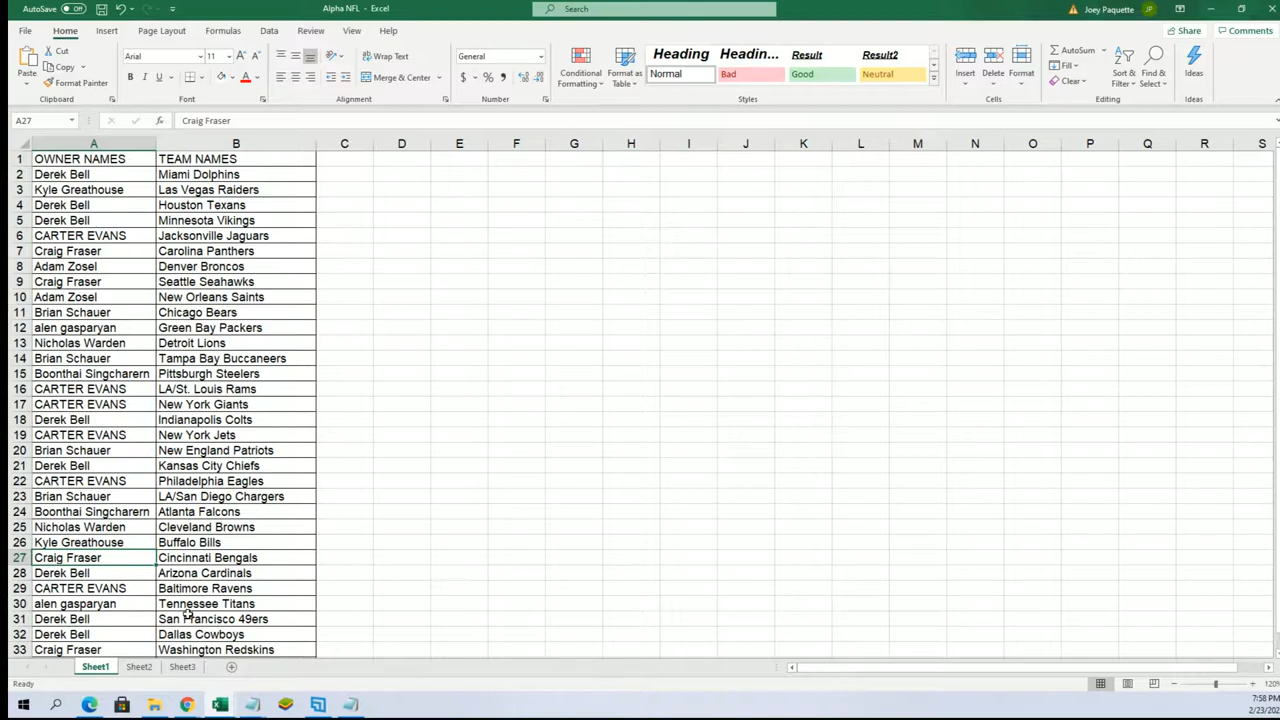 AutoSave Off Alpha NFL - Excel Search Joey Paquette JP
File Home Insert Page Layout Formulas Data Review View Help Share Comments
Paste Cut Copy Format Painter Clipboard
Arial 11 B I U A Font
Wrap Text Merge & Center Alignment
General $ % Number
Conditional Formatting Format as Table
Heading Headin... Result Result2
Normal Bad Good Neutral Styles
Insert Delete Format Cells
AutoSum Fill Clear Sort & Filter Find & Select Editing
Ideas Ideas
A27 fx Craig Fraser
A B C D E F G H I J K L M N O P Q R S
1 OWNER NAMES TEAM NAMES
2 Derek Bell Miami Dolphins
3 Kyle Greathouse Las Vegas Raiders
4 Derek Bell Houston Texans
5 Derek Bell Minnesota Vikings
6 CARTER EVANS Jacksonville Jaguars
7 Craig Fraser Carolina Panthers
8 Adam Zosel Denver Broncos
9 Craig Fraser Seattle Seahawks
10 Adam Zosel New Orleans Saints
11 Brian Schauer Chicago Bears
12 alen gasparyan Green Bay Packers
13 Nicholas Warden Detroit Lions
14 Brian Schauer Tampa Bay Buccaneers
15 Boonthai Singcharern Pittsburgh Steelers
16 CARTER EVANS LA/St. Louis Rams
17 CARTER EVANS New York Giants
18 Derek Bell Indianapolis Colts
19 CARTER EVANS New York Jets
20 Brian Schauer New England Patriots
21 Derek Bell Kansas City Chiefs
22 CARTER EVANS Philadelphia Eagles
23 Brian Schauer LA/San Diego Chargers
24 Boonthai Singcharern Atlanta Falcons
25 Nicholas Warden Cleveland Browns
26 Kyle Greathouse Buffalo Bills
27 Craig Fraser Cincinnati Bengals
28 Derek Bell Arizona Cardinals
29 CARTER EVANS Baltimore Ravens
30 alen gasparyan Tennessee Titans
31 Derek Bell San Francisco 49ers
32 Derek Bell Dallas Cowboys
33 Craig Fraser Washington Redskins
Sheet1 Sheet2 Sheet3
Ready 120%
7:58 PM
2/23/202